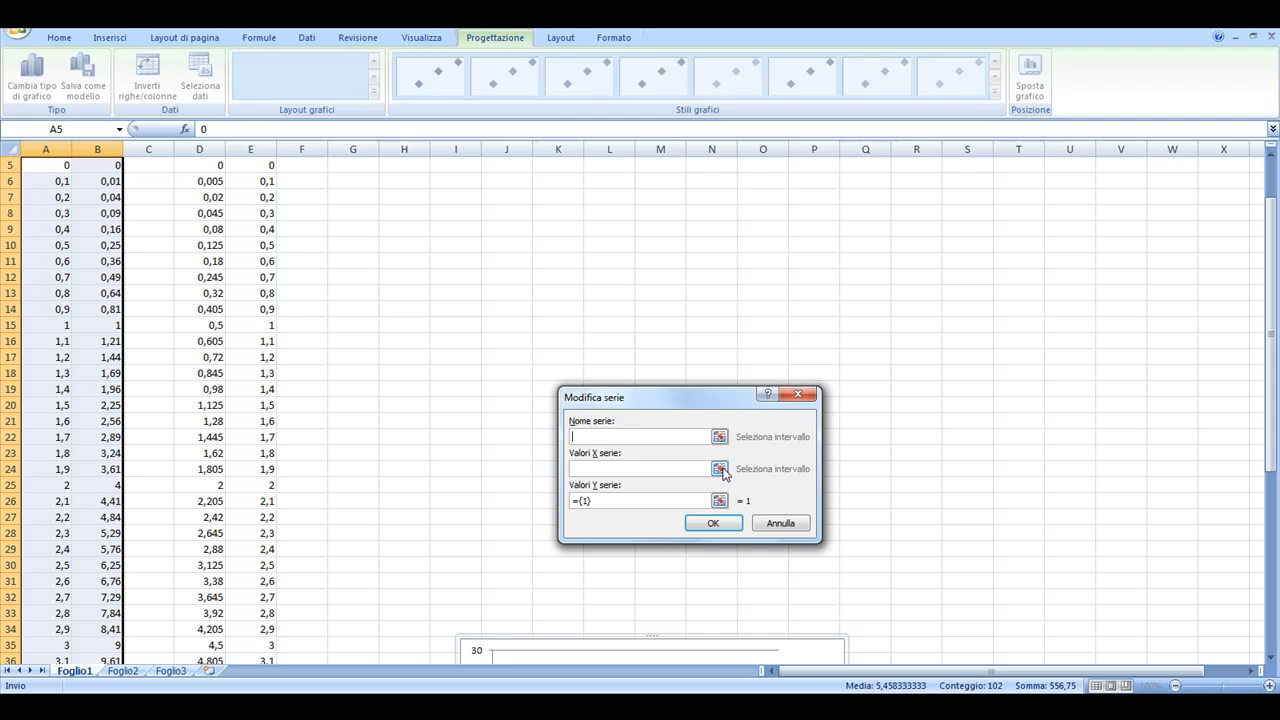 Home Inserisci Layout di pagina Formule Dati Revisione Visualizza Progettazione Layout Formato
Cambia tipo di grafico
Salva come modello
Inverti righe/colonne
Seleziona dati
Sposta grafico
Tipo Dati Layout grafici Stili grafici Posizione
A5 fx 0
A B C D E F G H I J K L M N O P Q R S T U V W X
5 0 0 0 0
6 0,1 0,01 0,005 0,1
7 0,2 0,04 0,02 0,2
8 0,3 0,09 0,045 0,3
9 0,4 0,16 0,08 0,4
10 0,5 0,25 0,125 0,5
11 0,6 0,36 0,18 0,6
12 0,7 0,49 0,245 0,7
13 0,8 0,64 0,32 0,8
14 0,9 0,81 0,405 0,9
15 1 1 0,5 1
16 1,1 1,21 0,605 1,1
17 1,2 1,44 0,72 1,2
18 1,3 1,69 0,845 1,3
19 1,4 1,96 0,98 1,4
20 1,5 2,25 1,125 1,5
21 1,6 2,56 1,28 1,6
22 1,7 2,89 1,445 1,7
23 1,8 3,24 1,62 1,8
24 1,9 3,61 1,805 1,9
25 2 4 2 2
26 2,1 4,41 2,205 2,1
27 2,2 4,84 2,42 2,2
28 2,3 5,29 2,645 2,3
29 2,4 5,76 2,88 2,4
30 2,5 6,25 3,125 2,5
31 2,6 6,76 3,38 2,6
32 2,7 7,29 3,645 2,7
33 2,8 7,84 3,92 2,8
34 2,9 8,41 4,205 2,9
35 3 9 4,5 3
36 3,1 9,61 4,805 3,1
Modifica serie
Nome serie:
Seleziona intervallo
Valori X serie:
Seleziona intervallo
Valori Y serie:
={1} = 1
OK Annulla
30
Foglio1 Foglio2 Foglio3
Invio Media: 5,458333333 Conteggio: 102 Somma: 556,75 100%